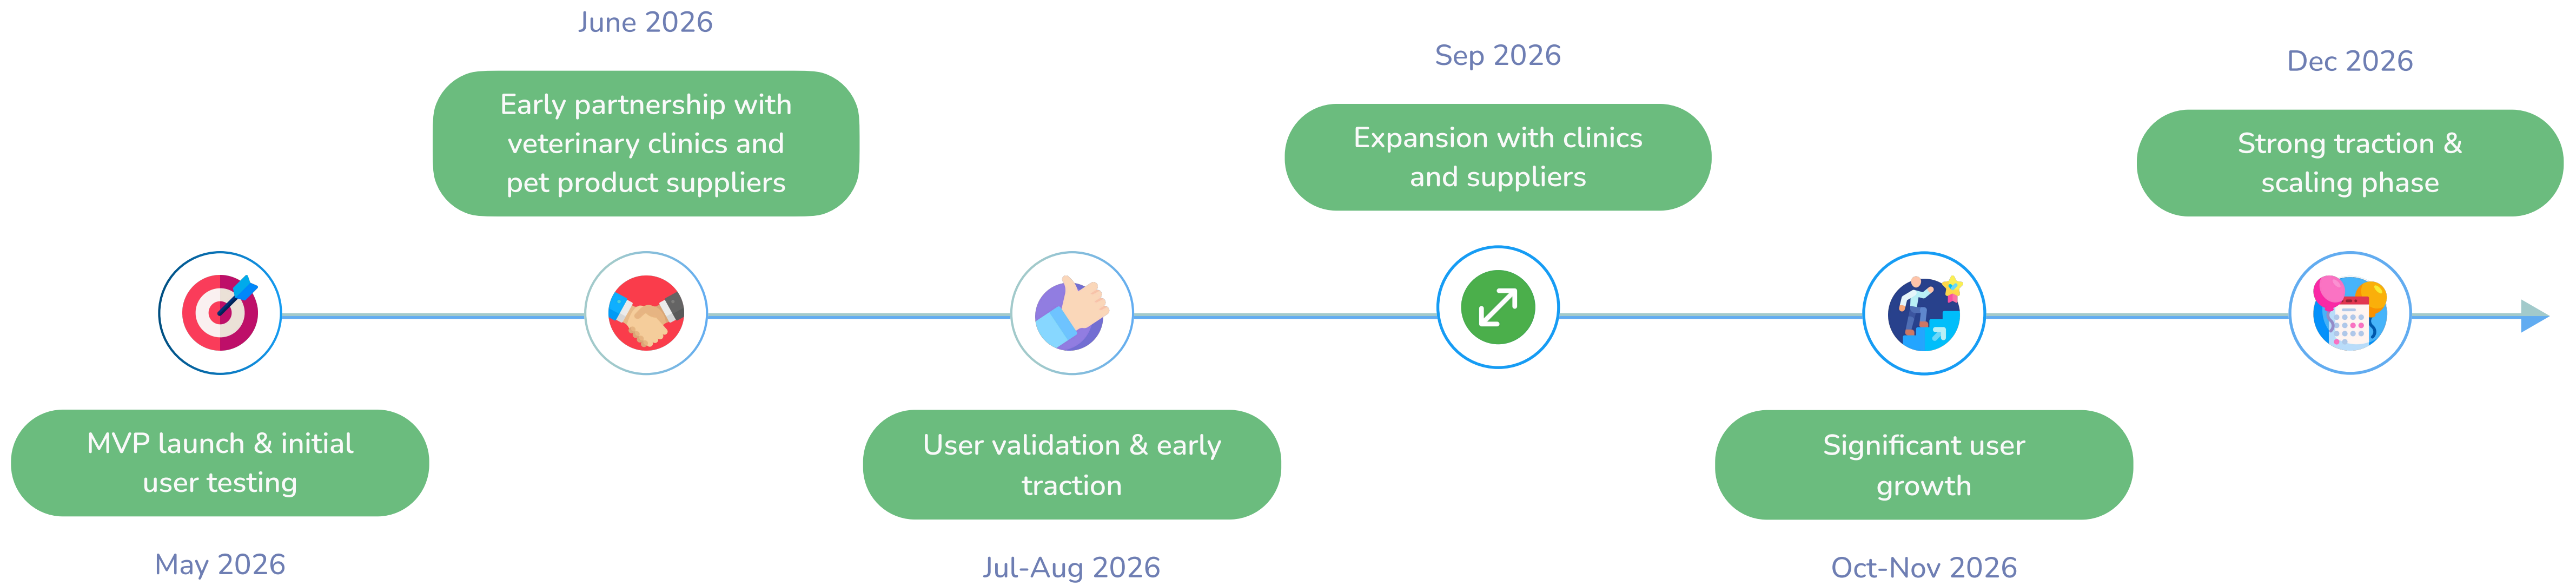 June 2026
Early partnership with
veterinary clinics and
pet product suppliers
Sep 2026
Expansion with clinics
and suppliers
Dec 2026
Strong traction &
scaling phase
MVP launch & initial
user testing
May 2026
User validation & early
traction
Jul-Aug 2026
Significant user
growth
Oct-Nov 2026